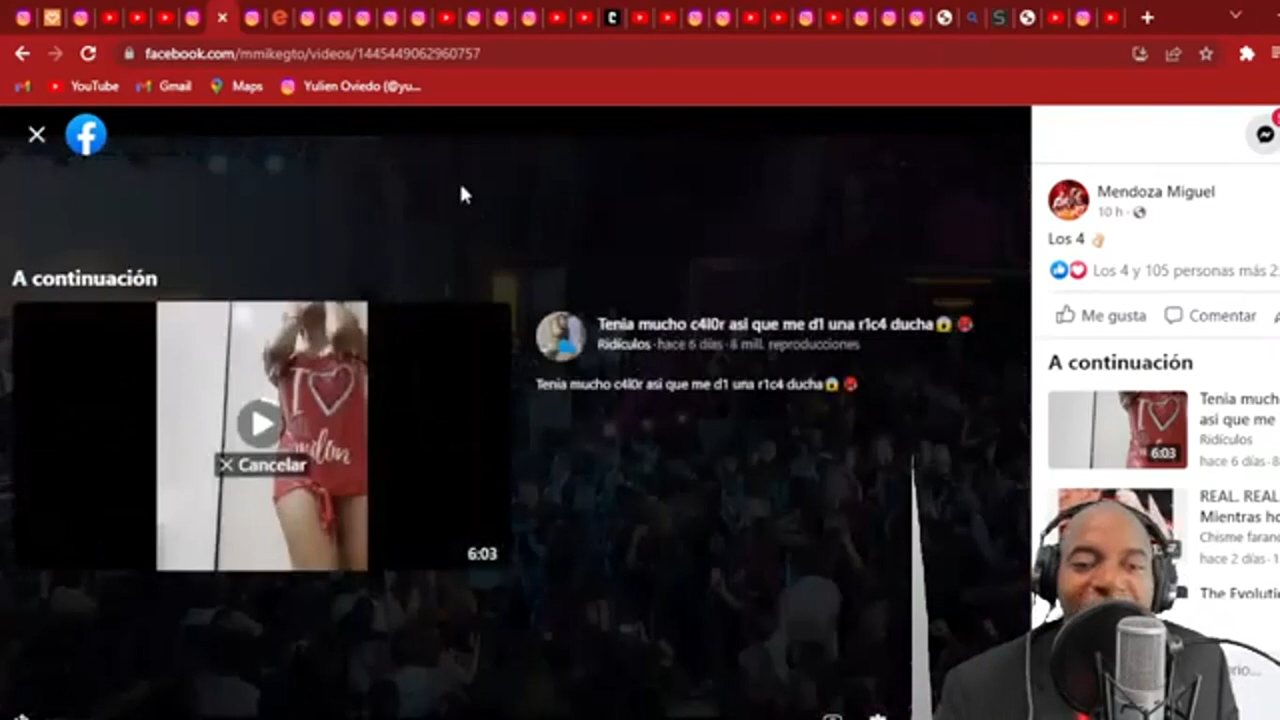 facebook.com/mmikegto/videos/1445449062960757
YouTube
Gmail
Maps
Yulien Oviedo (@yu...
A continuación
I
Cancelar
6:03
Tenia mucho c4l0r asi que me d1 una r1c4 ducha
Ridículos · hace 6 días · 8 mill. reproducciones
Tenia mucho c4l0r asi que me d1 una r1c4 ducha
Mendoza Miguel
10 h ·
Los 4
Los 4 y 105 personas más
Me gusta
Comentar
A continuación
Tenia much
asi que me
Ridículos
hace 6 días · 8
6:03
REAL. REAL
Mientras ho
Chisme faran
hace 2 días · 1
The Evoluti